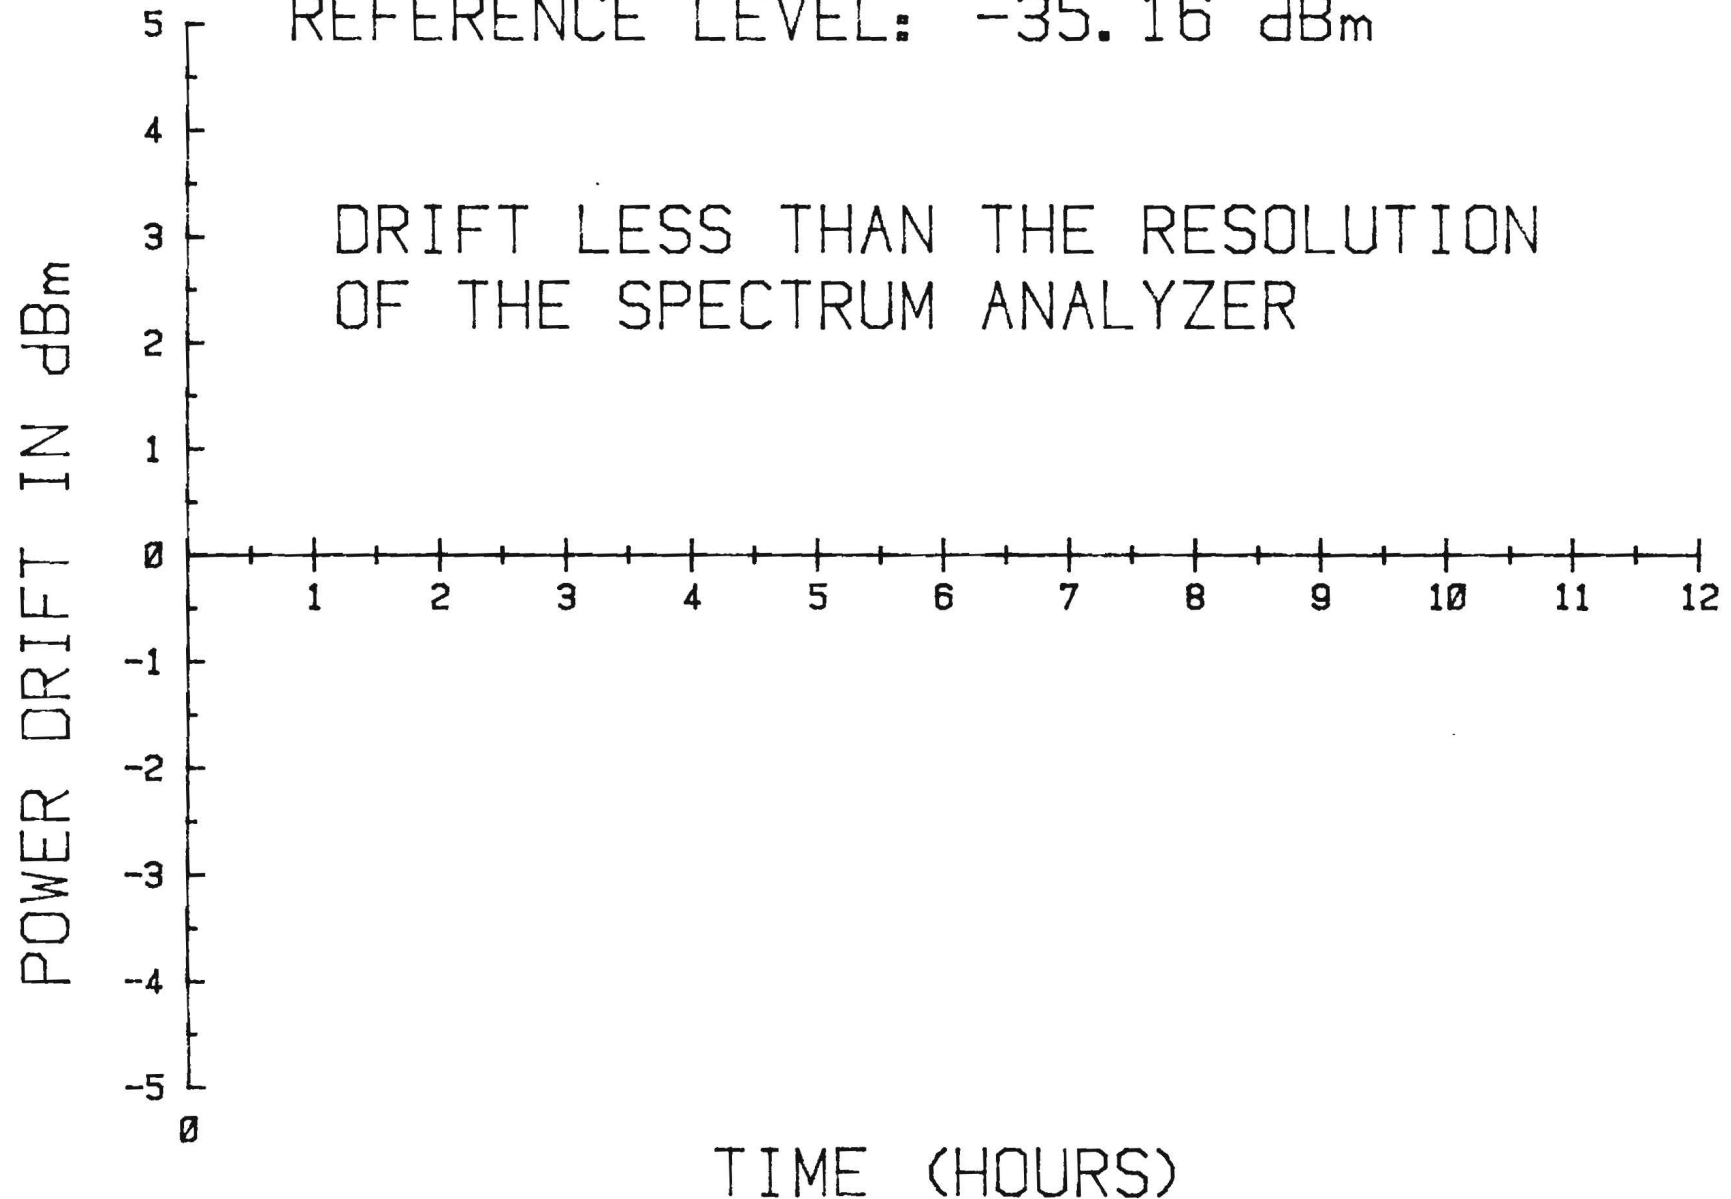 REFERENCE LEVEL: -35.16 dBm
5
4
DRIFT LESS THAN THE RESOLUTION
3
OF THE SPECTRUM ANALYZER
2
1
0
1 2 3 4 5 6 7 8 9 10 11 12
-1
-2
-3
-4
-5
0
POWER DRIFT IN dBm
TIME (HOURS)